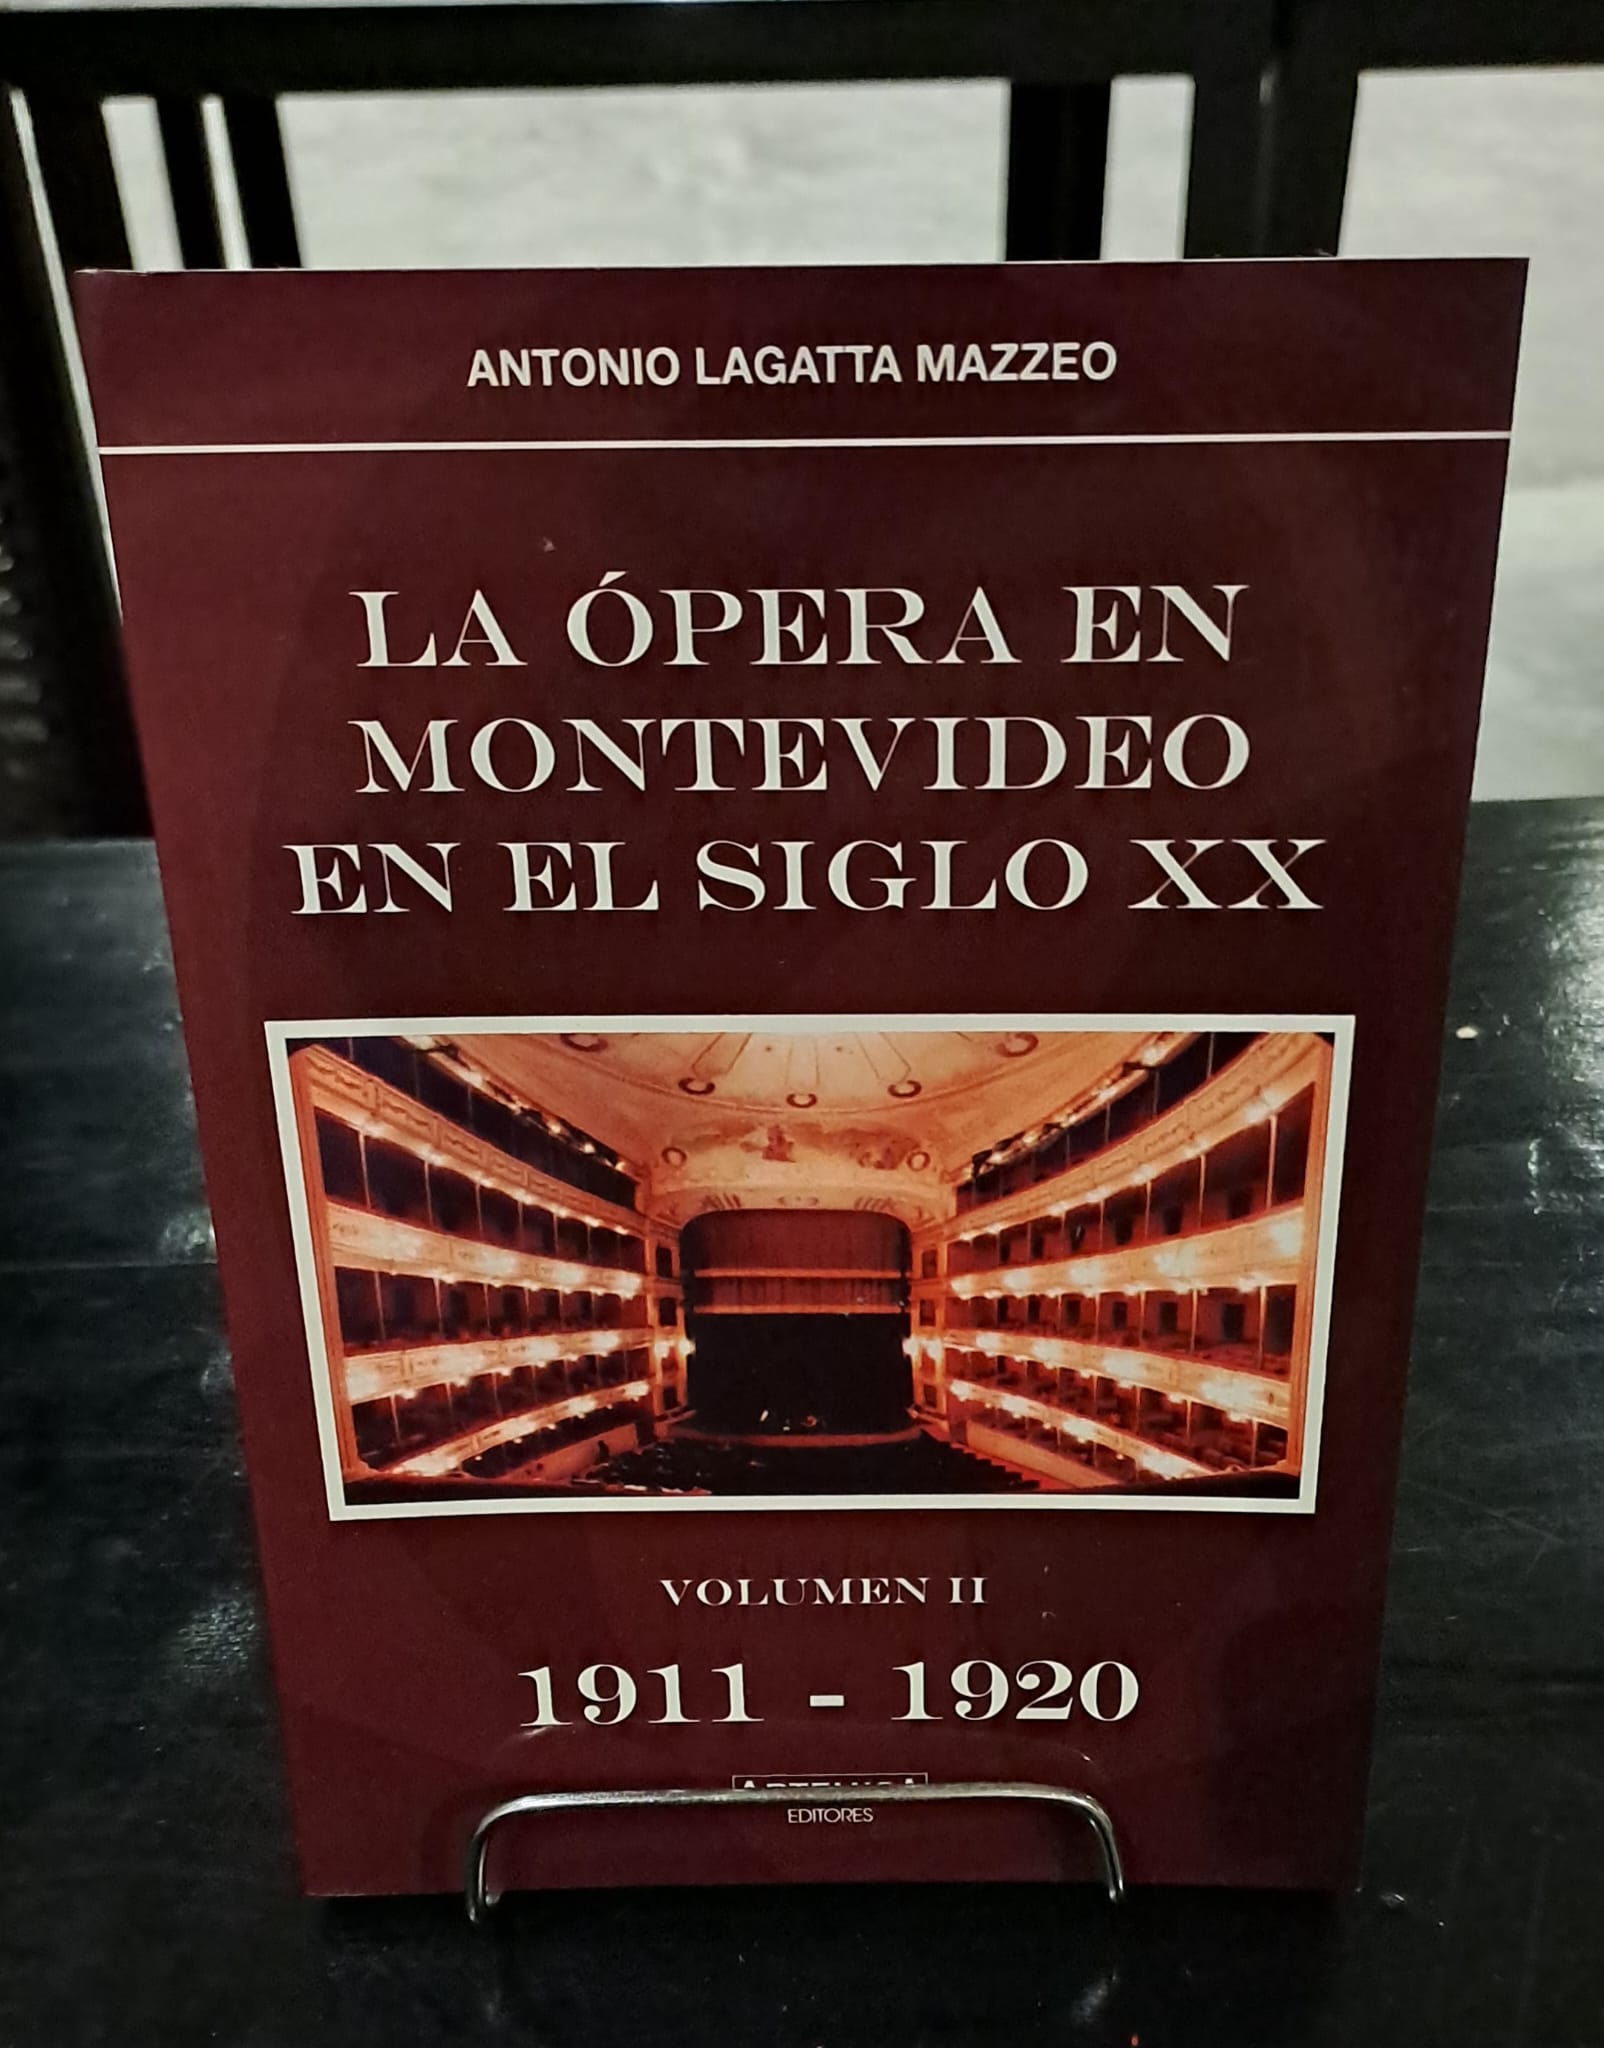 ANTONIO LAGATTA MAZZEO
LA ÓPERA EN
MONTEVIDEO
EN EL SIGLO XX
VOLUMEN II
1911 - 1920
EDITORES